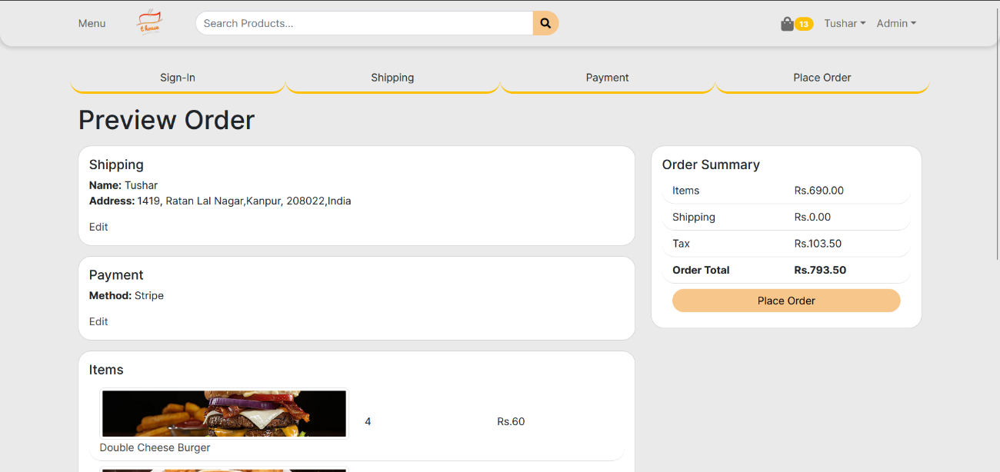 Menu
t house
Search Products...
13
Tushar
Admin
Sign-In
Shipping
Payment
Place Order
Preview Order
Shipping
Name: Tushar
Address: 1419, Ratan Lal Nagar,Kanpur, 208022,India
Edit
Payment
Method: Stripe
Edit
Items
4
Rs.60
Double Cheese Burger
Order Summary
Items Rs.690.00
Shipping Rs.0.00
Tax Rs.103.50
Order Total Rs.793.50
Place Order